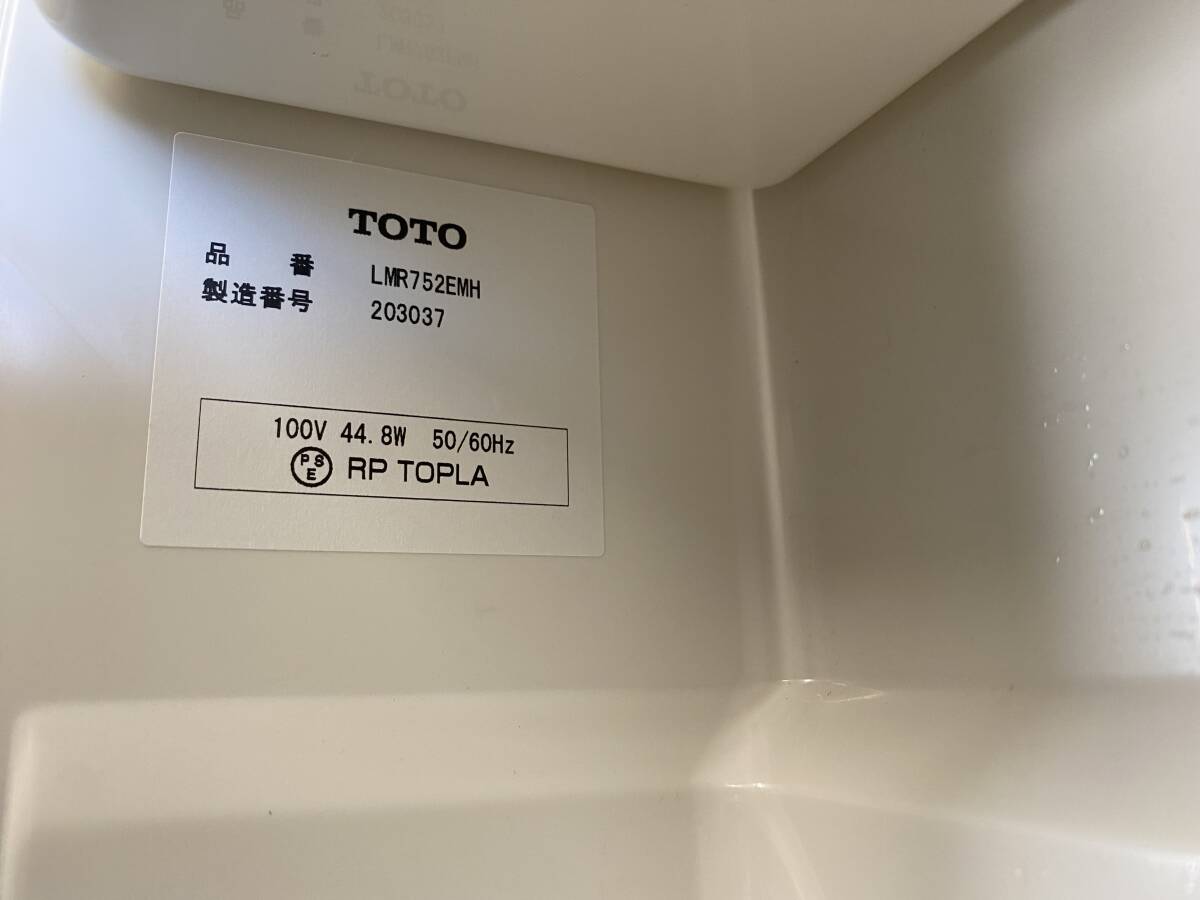 TOTO
品番 LMR752EMH
製造番号 203037
100V 44.8W 50/60Hz
PSE RP TOPLA